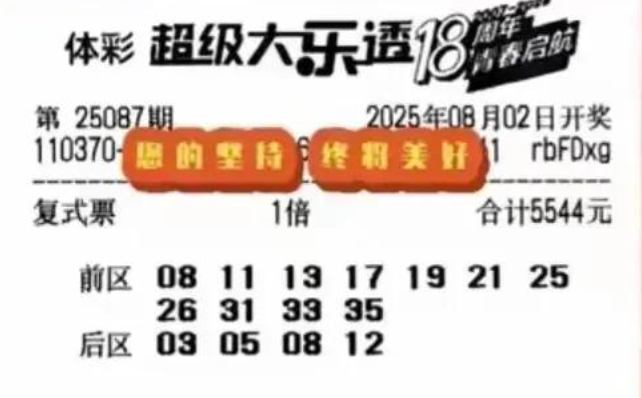 体彩 超级大乐透 18周年 青春启航
第 25087期 2025年08月02日开奖
110370- 您的坚持 终将美好 1 rbFDxg
复式票 1倍 合计5544元
前区 08 11 13 17 19 21 25
26 31 33 35
后区 03 05 08 12